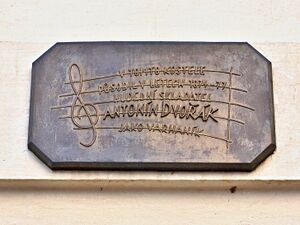 V TOMTO KOSTELE
PŮSOBIL V LETECH 1874-77
HUDEBNÍ SKLADATEL
ANTONÍN DVOŘÁK
JAKO VARHANÍK